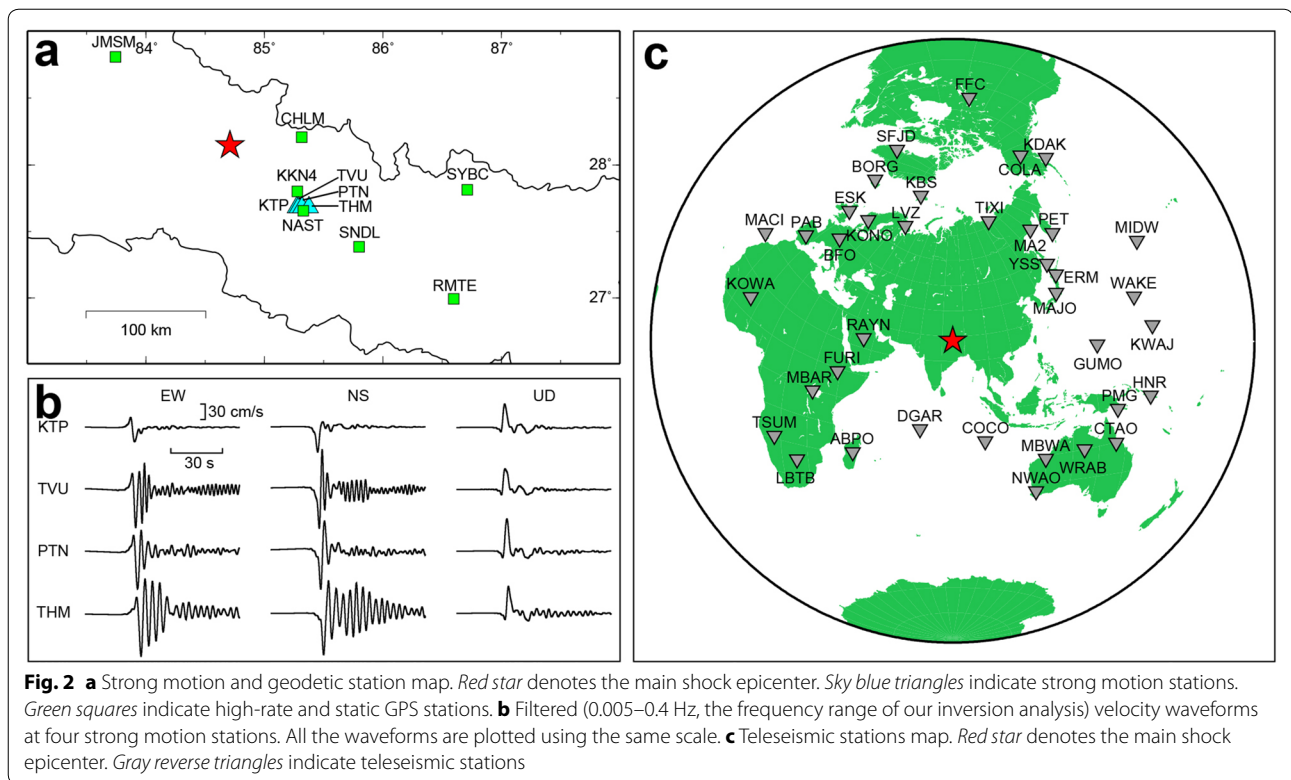 a
84°
85°
86°
87°
28°
27°
JMSM
CHLM
KKN4
TVU
PTN
KTP
THM
NAST
SYBC
SNDL
RMTE
100 km
b
EW
NS
UD
30 cm/s
30 s
KTP
TVU
PTN
THM
c
FFC
SFJD
KDAK
COLA
BORG
KBS
ESK
LVZ
TIXI
PET
MACI
PAB
KONO
BFO
MA2
MIDW
YSS
ERM
KOWA
MAJO
WAKE
RAYN
KWAJ
GUMO
FURI
MBAR
HNR
PMG
DGAR
TSUM
COCO
CTAO
ABPO
MBWA
WRAB
LBTB
NWAO
Fig. 2 a Strong motion and geodetic station map. Red star denotes the main shock epicenter. Sky blue triangles indicate strong motion stations.
Green squares indicate high-rate and static GPS stations. b Filtered (0.005–0.4 Hz, the frequency range of our inversion analysis) velocity waveforms
at four strong motion stations. All the waveforms are plotted using the same scale. c Teleseismic stations map. Red star denotes the main shock
epicenter. Gray reverse triangles indicate teleseismic stations